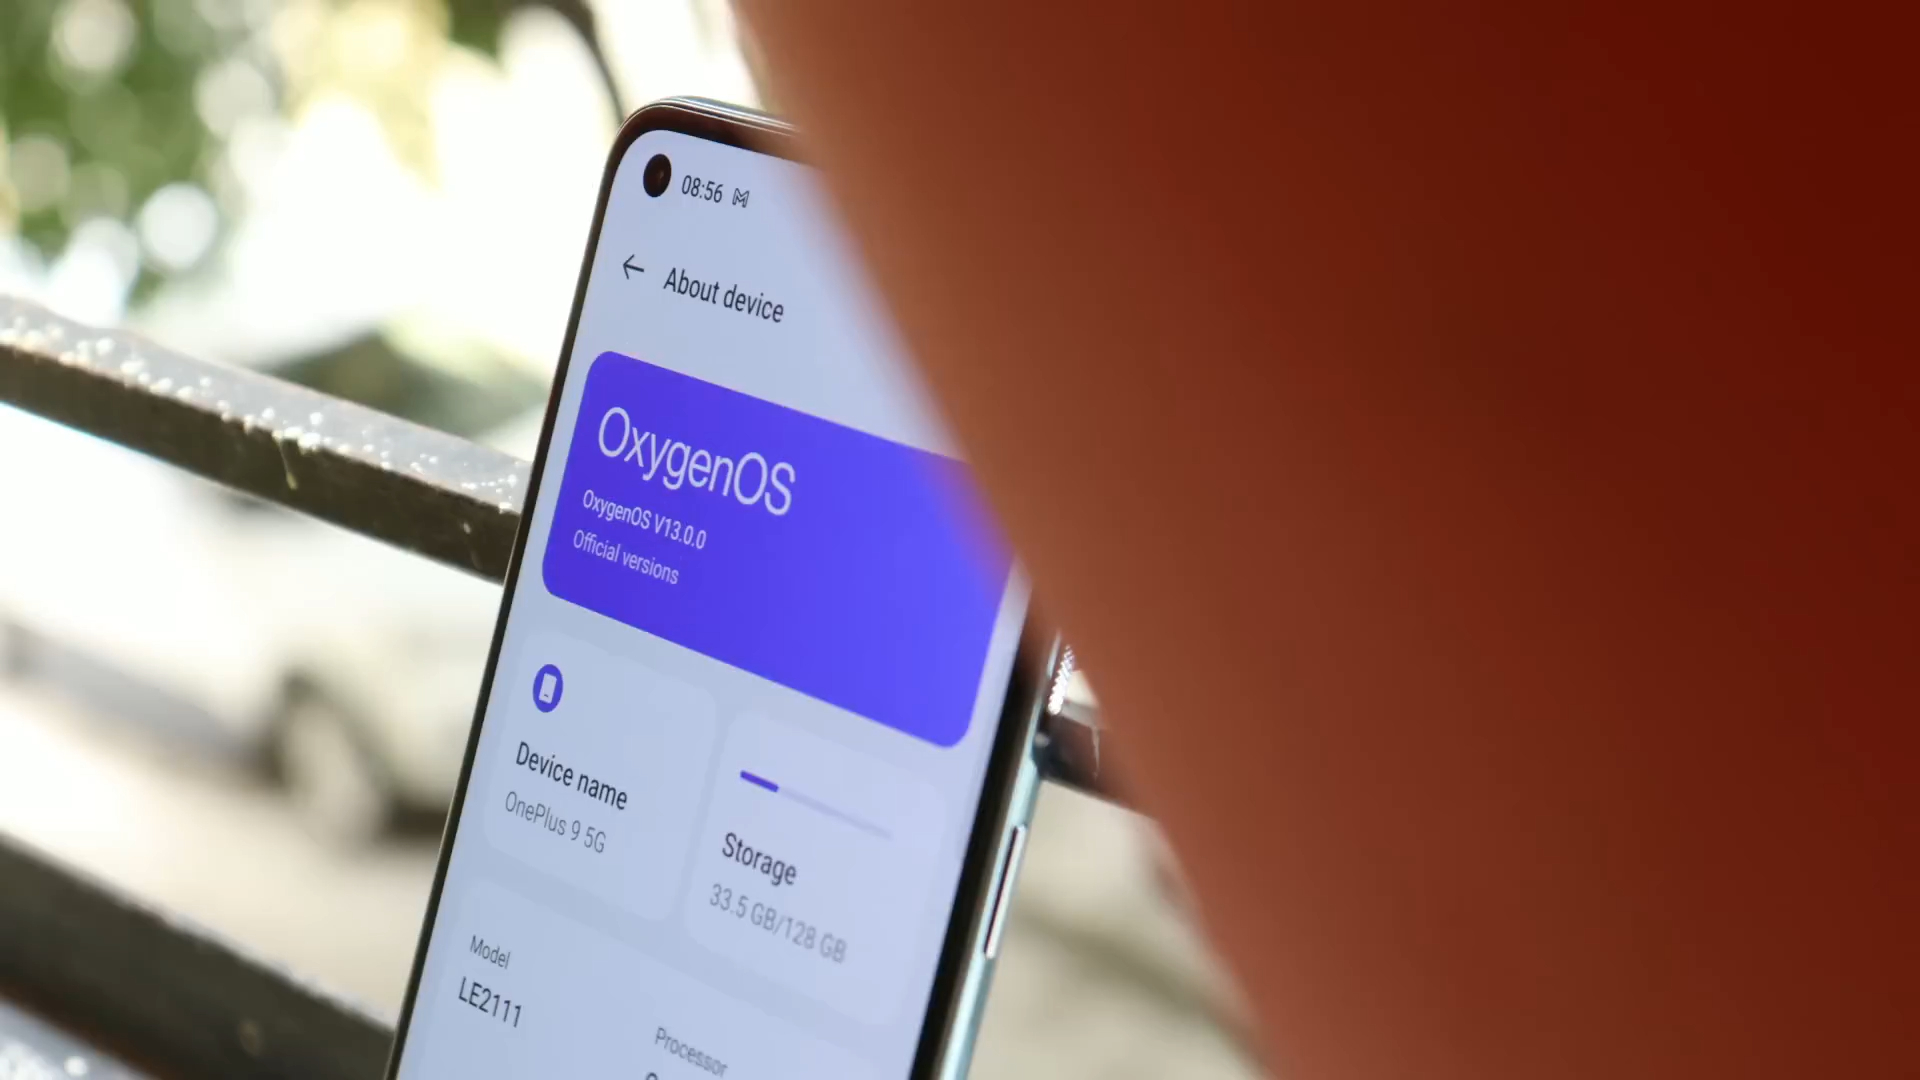 08:56
About device
OxygenOS
OxygenOS V13.0.0
Official versions
Device name
OnePlus 9 5G
Storage
33.5 GB/128 GB
Model
LE2111
Processor